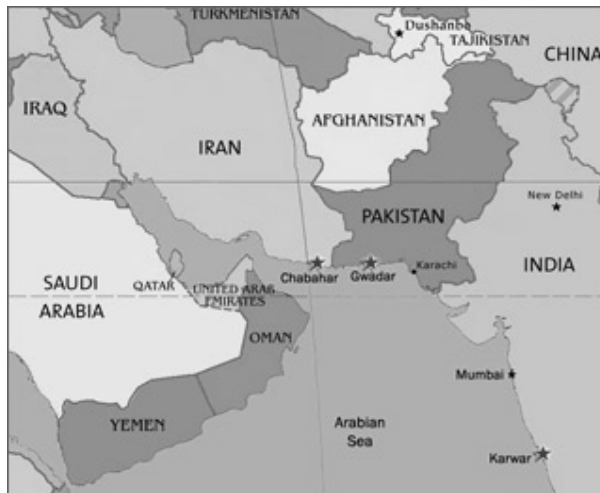 TURKMENISTAN
Dushanba
TAJIKISTAN
CHINA
IRAQ
IRAN
AFGHANISTAN
New Delhi
PAKISTAN
Chabahar
Gwadar
Karachi
INDIA
SAUDI
ARABIA
QATAR
UNITED ARAB
EMIRATES
OMAN
Mumbai
YEMEN
Arabian
Sea
Karwar